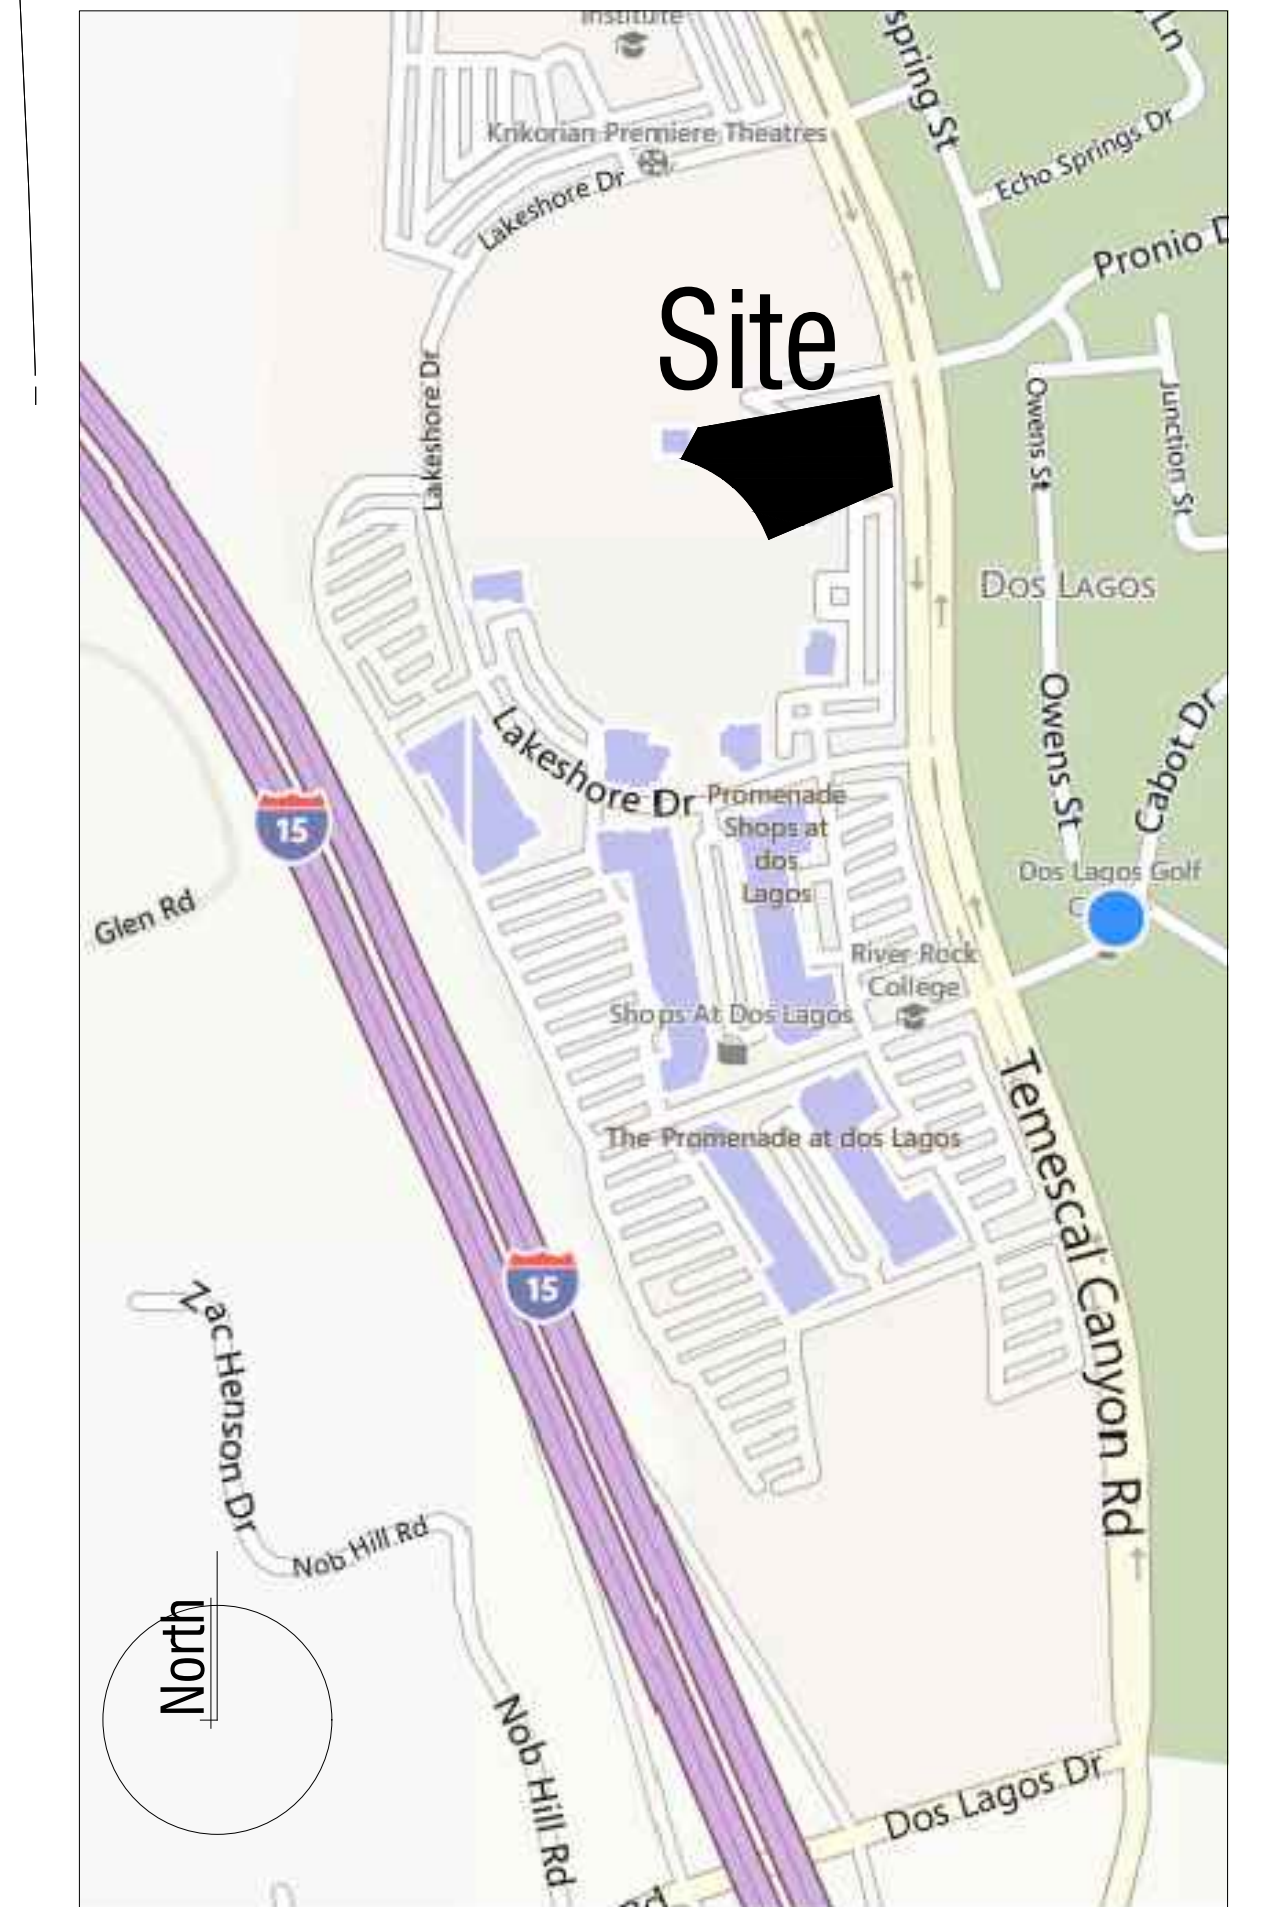 Institute
Ln
spring St
Krikorian Premiere Theatres
Echo Springs Dr
Lakeshore Dr
Pronio D
Site
Lakeshore Dr
Owens St
Junction St
DOS LAGOS
Owens St
Cabot Dr
Lakeshore Dr
Promenade
Shops at
dos
Lagos
15
Dos Lagos Golf
C
Glen Rd
River Rock
College
Shops At Dos Lagos
Temescal Canyon Rd
The Promenade at dos Lagos
15
Zac Henson Dr
Nob Hill Rd
North
Nob Hill Rd
Dos Lagos Dr
Rd